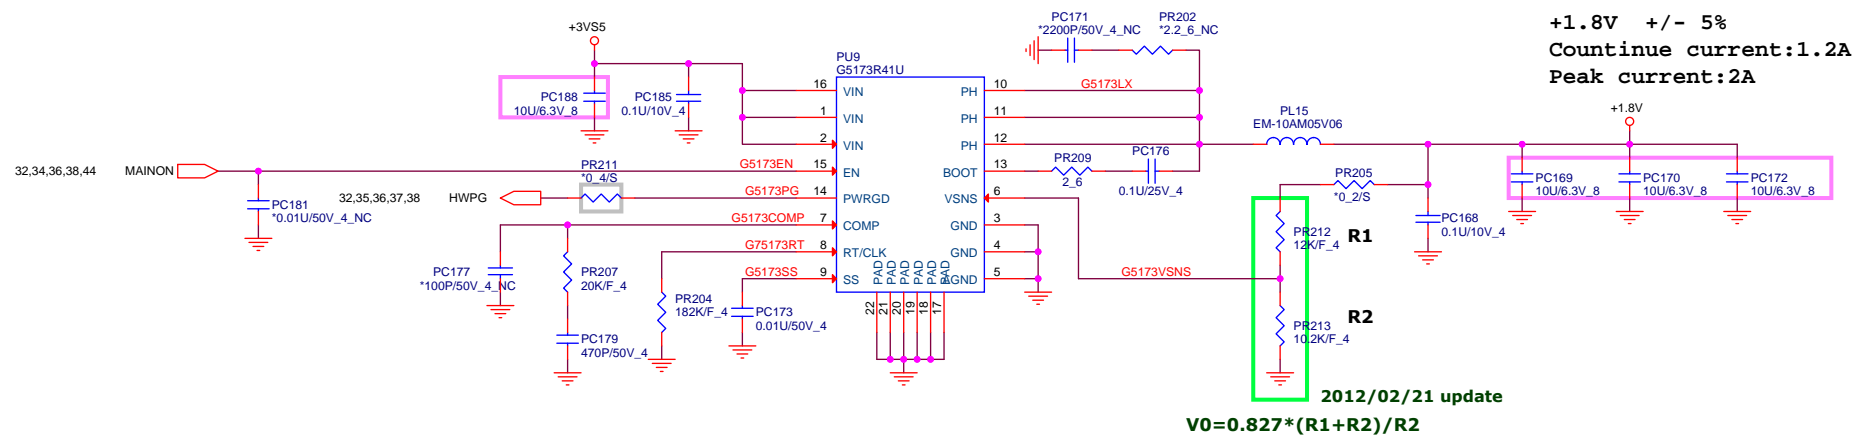 +3VS5
PC188
10U/6.3V_8
PC185
0.1U/10V_4
PU9
G5173R41U
16 VIN
1 VIN
2 VIN
15 EN
14 PWRGD
7 COMP
8 RT/CLK
9 SS
PH 10
PH 11
PH 12
BOOT 13
VSNS 6
GND 3
GND 4
AGND 5
PAD PAD PAD PAD PAD PAD
22 21 20 19 18 17
PC171
*2200P/50V_4_NC
PR202
*2.2_6_NC
G5173LX
+1.8V +/- 5%
Countinue current:1.2A
Peak current:2A
+1.8V
PL15
EM-10AM05V06
32,34,36,38,44 MAINON
G5173EN
PC181
*0.01U/50V_4_NC
PR211
*0_4/S
32,35,36,37,38 HWPG
G5173PG
G5173COMP
G75173RT
G5173SS
PC177
*100P/50V_4_NC
PR207
20K/F_4
PC179
470P/50V_4
PR204
182K/F_4
PC173
0.01U/50V_4
PR209
2_6
PC176
0.1U/25V_4
PR205
*0_2/S
PC168
0.1U/10V_4
PC169
10U/6.3V_8
PC170
10U/6.3V_8
PC172
10U/6.3V_8
G5173VSNS
PR212
12K/F_4
R1
PR213
10.2K/F_4
R2
2012/02/21 update
V0=0.827*(R1+R2)/R2